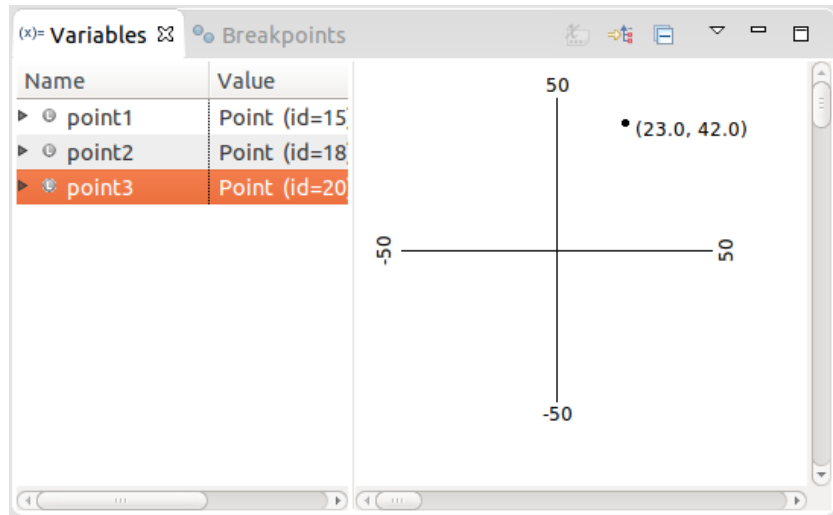 (x)= Variables Breakpoints
Name Value
point1 Point (id=15)
point2 Point (id=18
point3 Point (id=20
50
(23.0, 42.0)
-50
50
-50